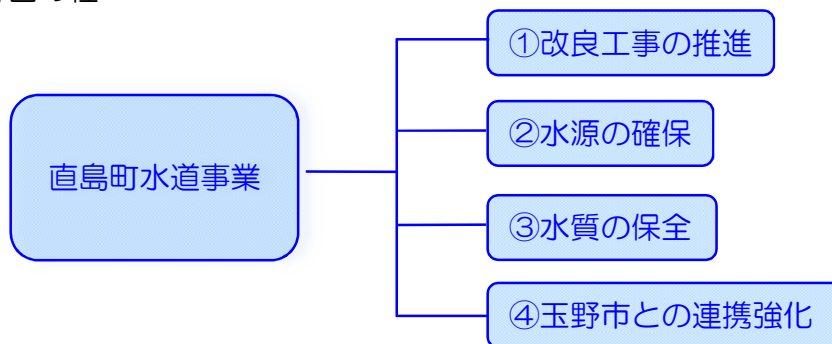 直島町水道事業
①改良工事の推進
②水源の確保
③水質の保全
④玉野市との連携強化